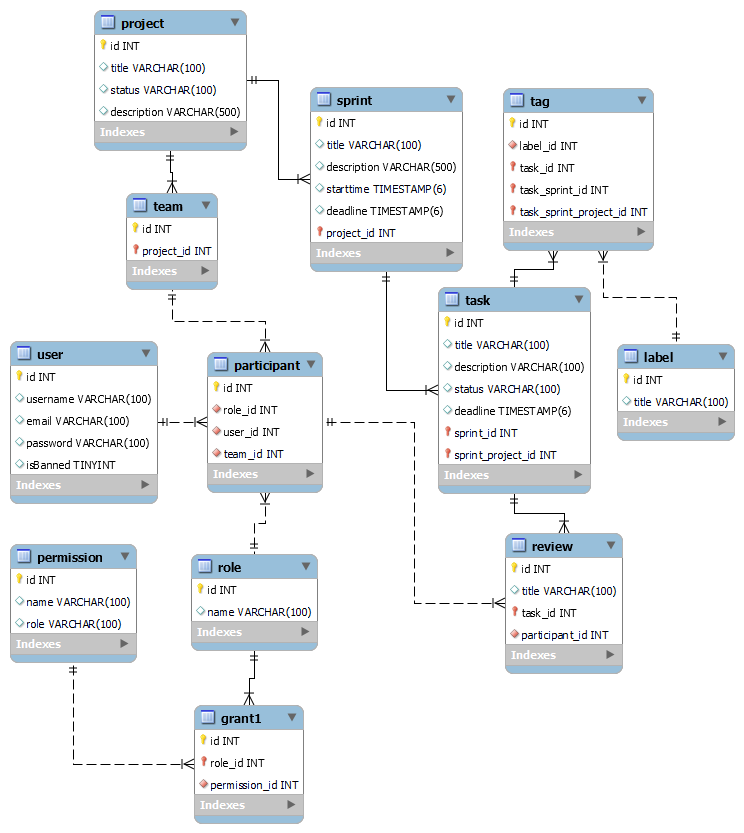 project
id INT
title VARCHAR(100)
status VARCHAR(100)
description VARCHAR(500)
Indexes
sprint
id INT
title VARCHAR(100)
description VARCHAR(500)
starttime TIMESTAMP(6)
deadline TIMESTAMP(6)
project_id INT
Indexes
tag
id INT
label_id INT
task_id INT
task_sprint_id INT
task_sprint_project_id INT
Indexes
team
id INT
project_id INT
Indexes
task
id INT
title VARCHAR(100)
description VARCHAR(100)
status VARCHAR(100)
deadline TIMESTAMP(6)
sprint_id INT
sprint_project_id INT
Indexes
label
id INT
title VARCHAR(100)
Indexes
user
id INT
username VARCHAR(100)
email VARCHAR(100)
password VARCHAR(100)
isBanned TINYINT
Indexes
participant
id INT
role_id INT
user_id INT
team_id INT
Indexes
review
id INT
title VARCHAR(100)
task_id INT
participant_id INT
Indexes
permission
id INT
name VARCHAR(100)
role VARCHAR(100)
Indexes
role
id INT
name VARCHAR(100)
Indexes
grant1
id INT
role_id INT
permission_id INT
Indexes